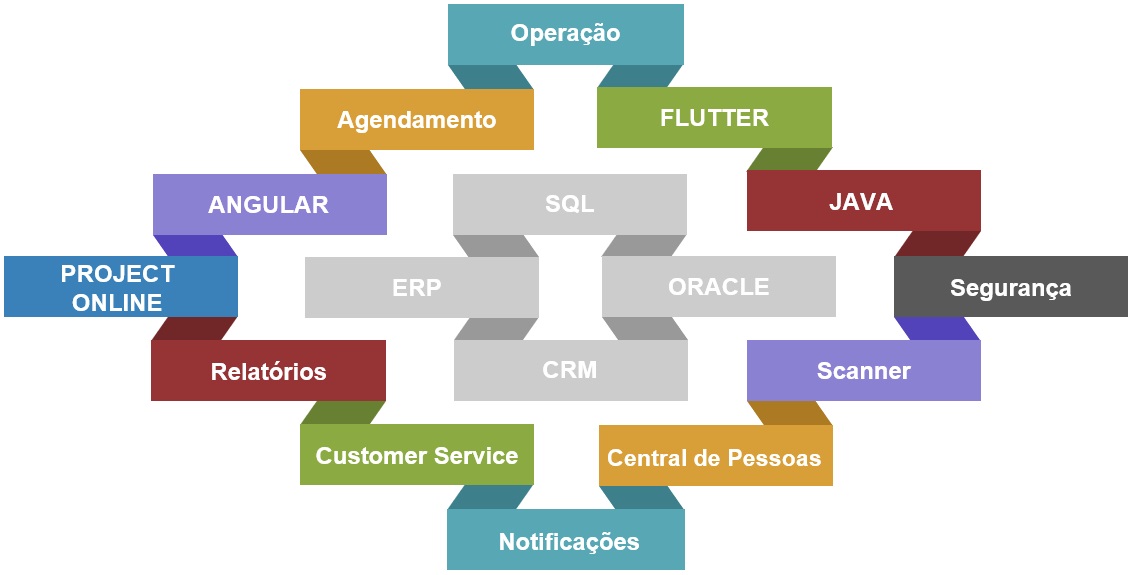 Operação
Agendamento
FLUTTER
ANGULAR
SQL
JAVA
PROJECT
ONLINE
ERP
ORACLE
Segurança
Relatórios
CRM
Scanner
Customer Service
Central de Pessoas
Notificações